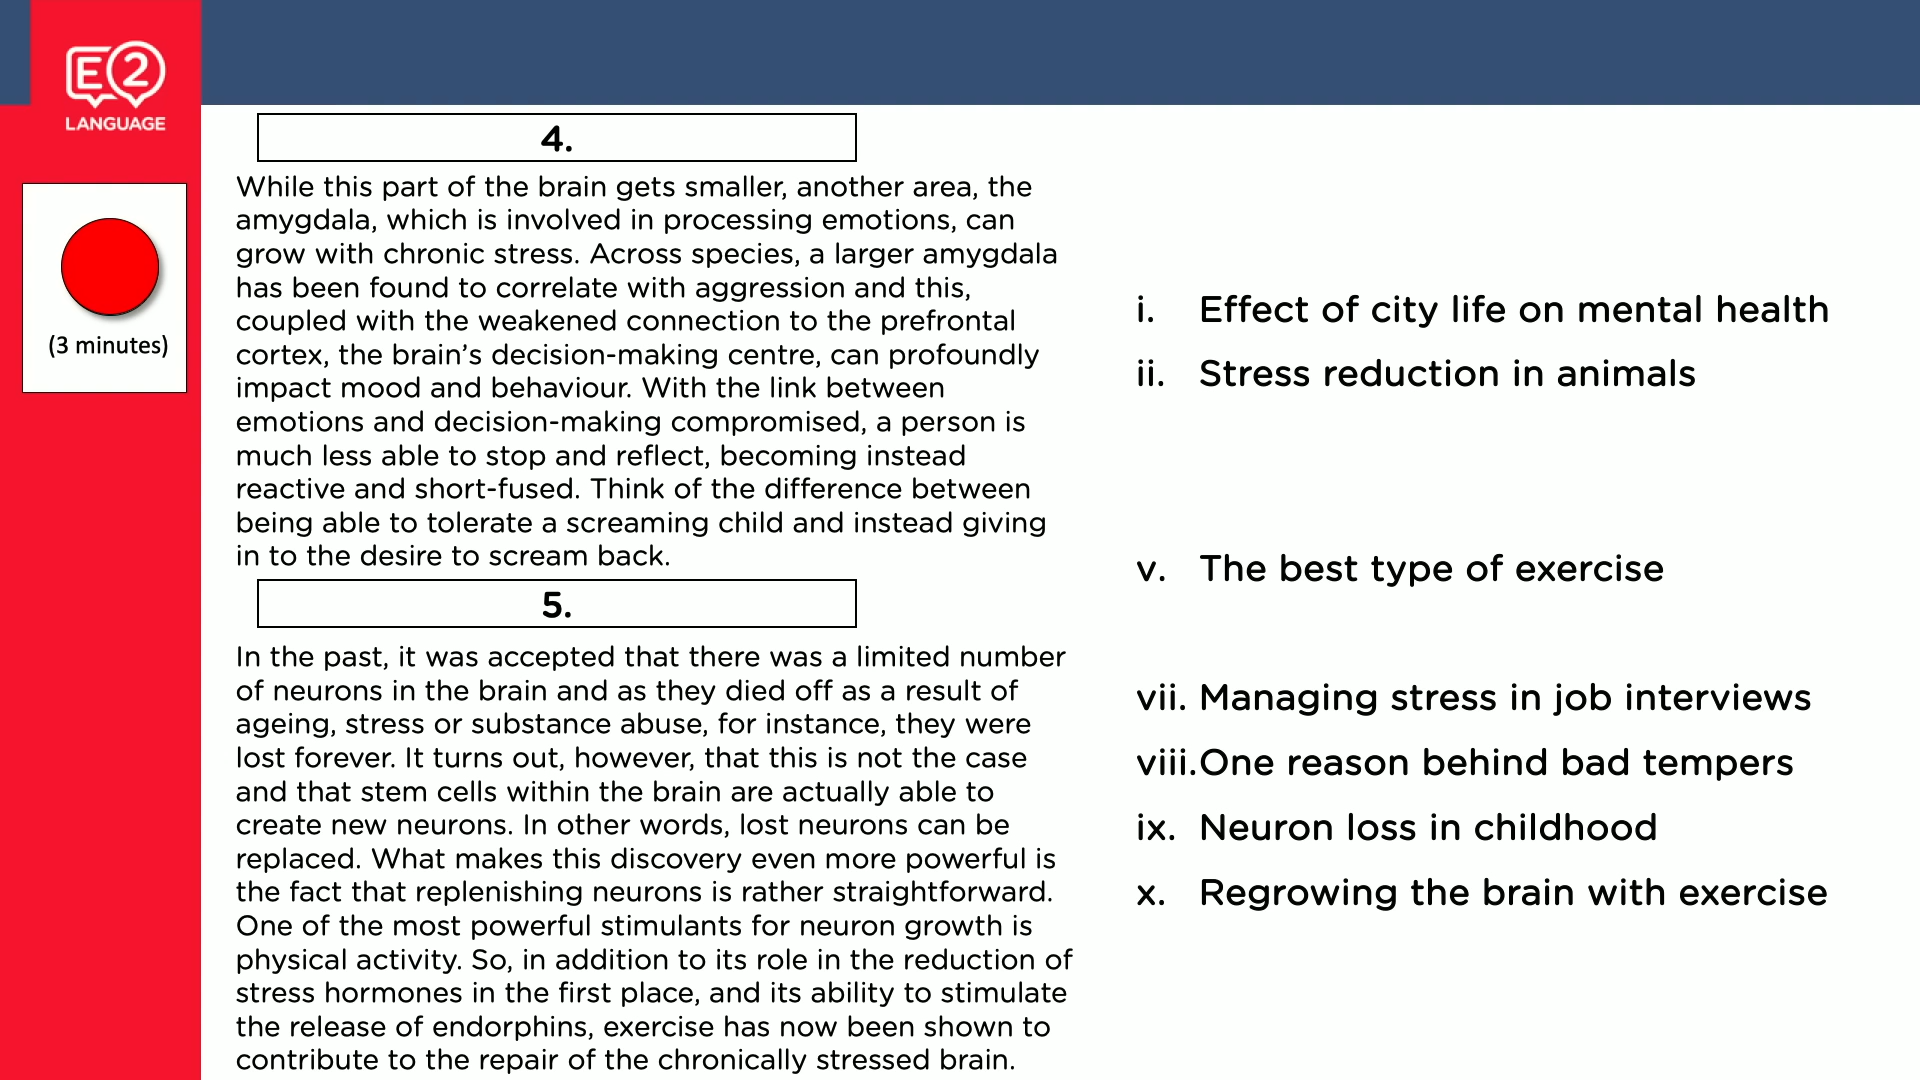 E2
LANGUAGE
(3 minutes)
4.
While this part of the brain gets smaller, another area, the
amygdala, which is involved in processing emotions, can
grow with chronic stress. Across species, a larger amygdala
has been found to correlate with aggression and this,
coupled with the weakened connection to the prefrontal
cortex, the brain’s decision-making centre, can profoundly
impact mood and behaviour. With the link between
emotions and decision-making compromised, a person is
much less able to stop and reflect, becoming instead
reactive and short-fused. Think of the difference between
being able to tolerate a screaming child and instead giving
in to the desire to scream back.
5.
In the past, it was accepted that there was a limited number
of neurons in the brain and as they died off as a result of
ageing, stress or substance abuse, for instance, they were
lost forever. It turns out, however, that this is not the case
and that stem cells within the brain are actually able to
create new neurons. In other words, lost neurons can be
replaced. What makes this discovery even more powerful is
the fact that replenishing neurons is rather straightforward.
One of the most powerful stimulants for neuron growth is
physical activity. So, in addition to its role in the reduction of
stress hormones in the first place, and its ability to stimulate
the release of endorphins, exercise has now been shown to
contribute to the repair of the chronically stressed brain.
i. Effect of city life on mental health
ii. Stress reduction in animals
v. The best type of exercise
vii. Managing stress in job interviews
viii. One reason behind bad tempers
ix. Neuron loss in childhood
x. Regrowing the brain with exercise